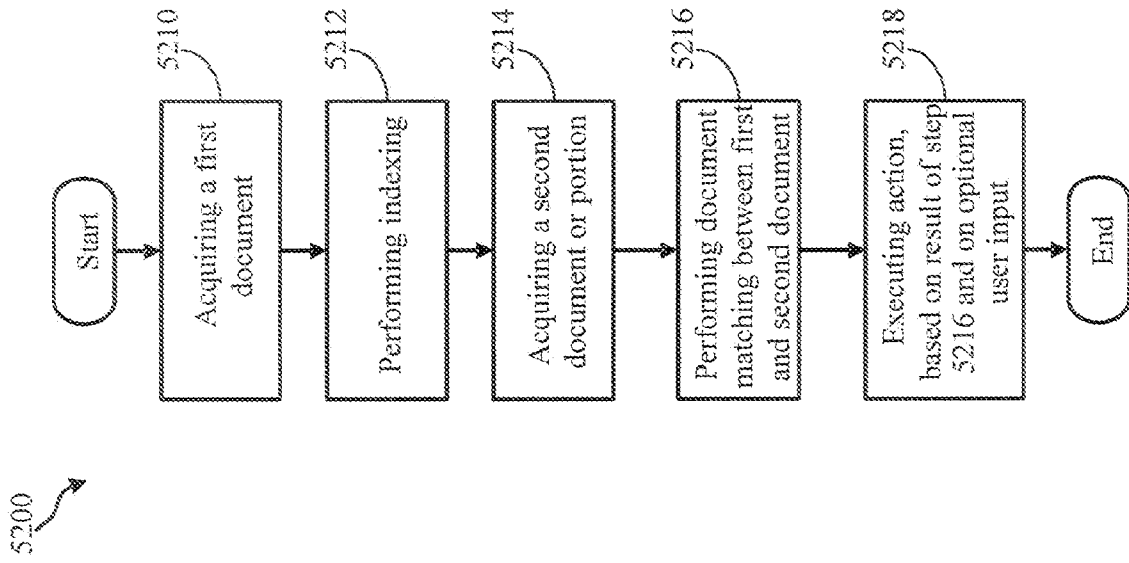 5200
Start
Acquiring a first
document
5210
Performing indexing
5212
Acquiring a second
document or portion
5214
Performing document
matching between first
and second document
5216
Executing action,
based on result of step
5216 and on optional
user input
5218
End